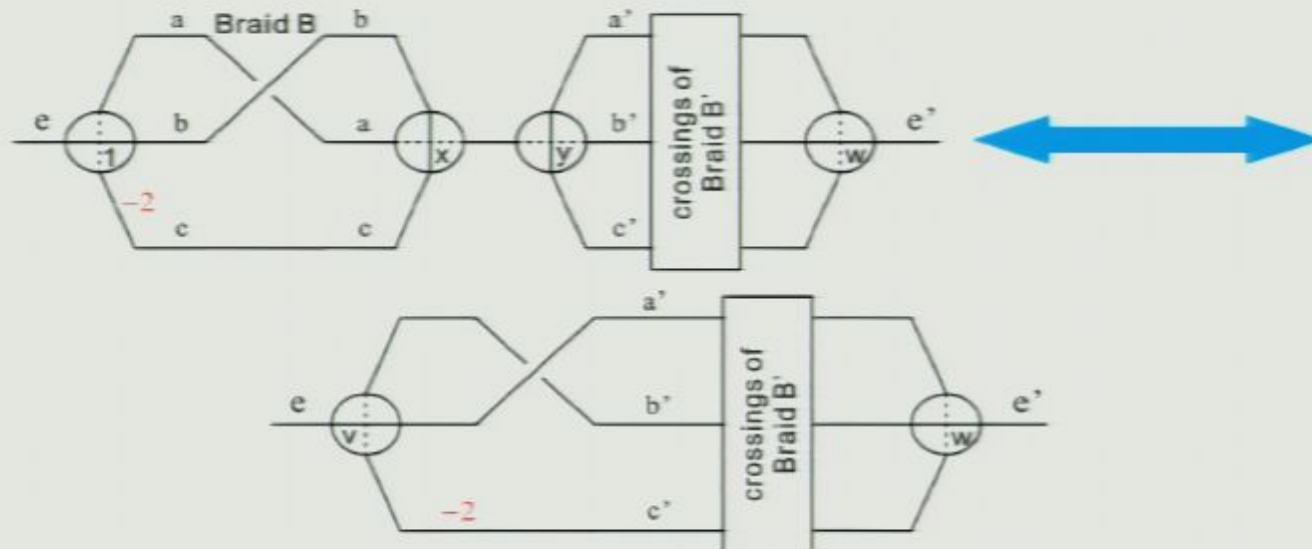 a Braid B b a'
e 1 b a x y b' w e'
-2
c c c'
crossings of
Braid B'
a'
e v b' w e'
-2 c'
crossings of
Braid B'